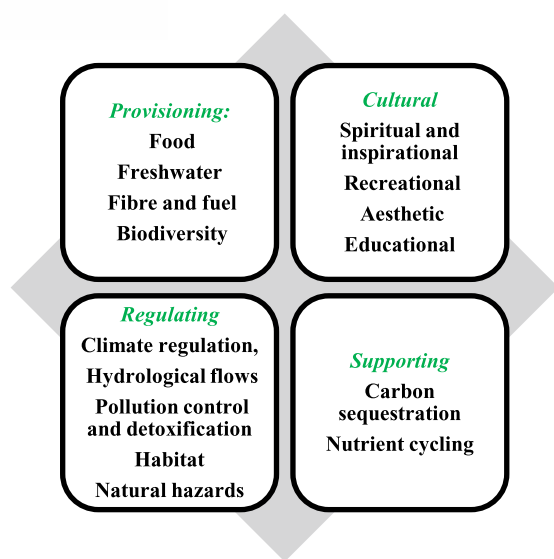 Provisioning:
Food
Freshwater
Fibre and fuel
Biodiversity
Cultural
Spiritual and
inspirational
Recreational
Aesthetic
Educational
Regulating
Climate regulation,
Hydrological flows
Pollution control
and detoxification
Habitat
Natural hazards
Supporting
Carbon
sequestration
Nutrient cycling